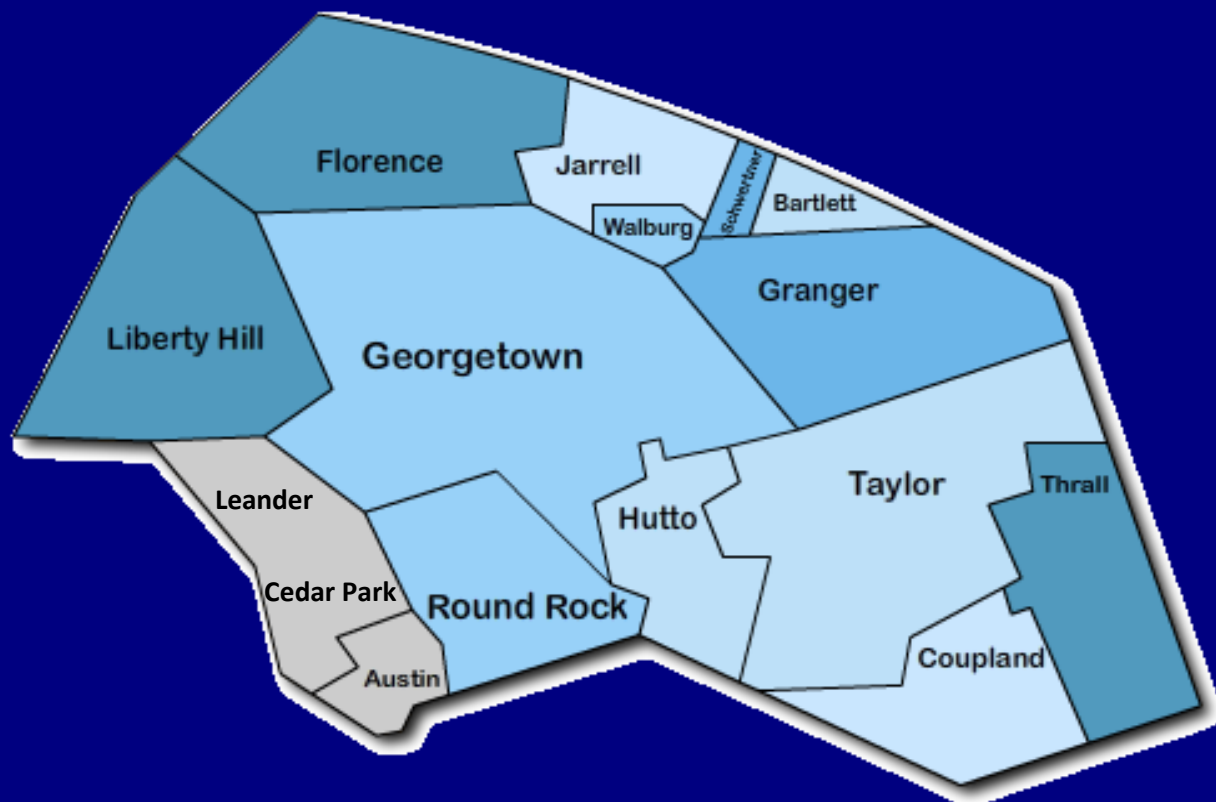 Florence
Jarrell
Schwertner
Bartlett
Walburg
Granger
Liberty Hill
Georgetown
Taylor
Thrall
Leander
Hutto
Cedar Park
Round Rock
Coupland
Austin